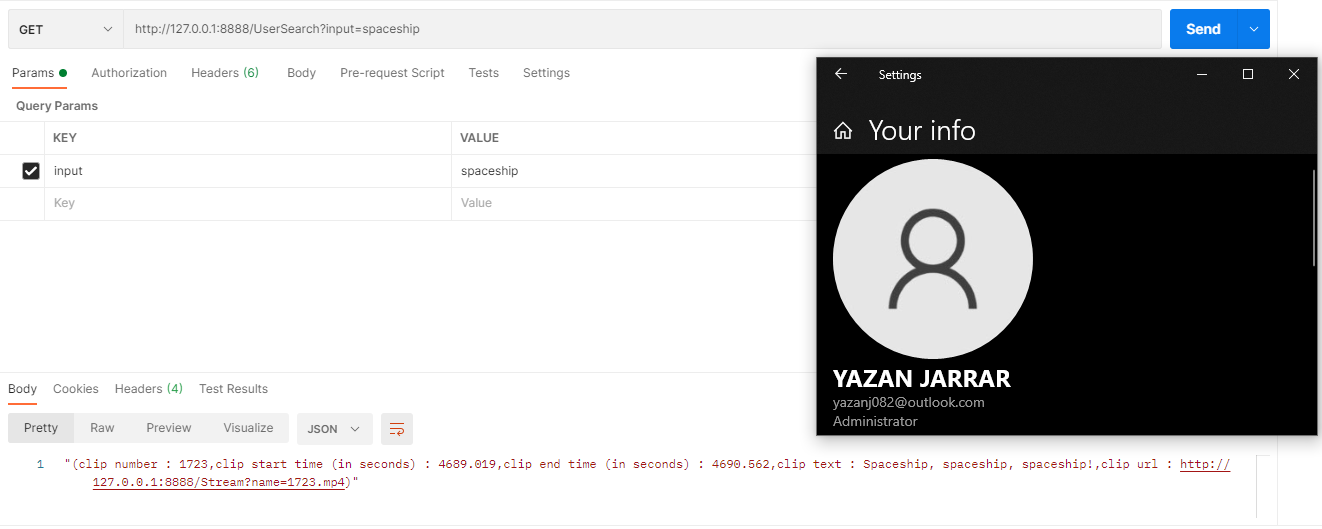 GET
http://127.0.0.1:8888/UserSearch?input=spaceship
Send
Params
Authorization
Headers (6)
Body
Pre-request Script
Tests
Settings
Query Params
KEY
VALUE
input
spaceship
Key
Value
Settings
Your info
YAZAN JARRAR
yazanj082@outlook.com
Administrator
Body
Cookies
Headers (4)
Test Results
Pretty
Raw
Preview
Visualize
JSON
1
"(clip number : 1723,clip start time (in seconds) : 4689.019,clip end time (in seconds) : 4690.562,clip text : Spaceship, spaceship, spaceship!,clip url : http://
127.0.0.1:8888/Stream?name=1723.mp4)"